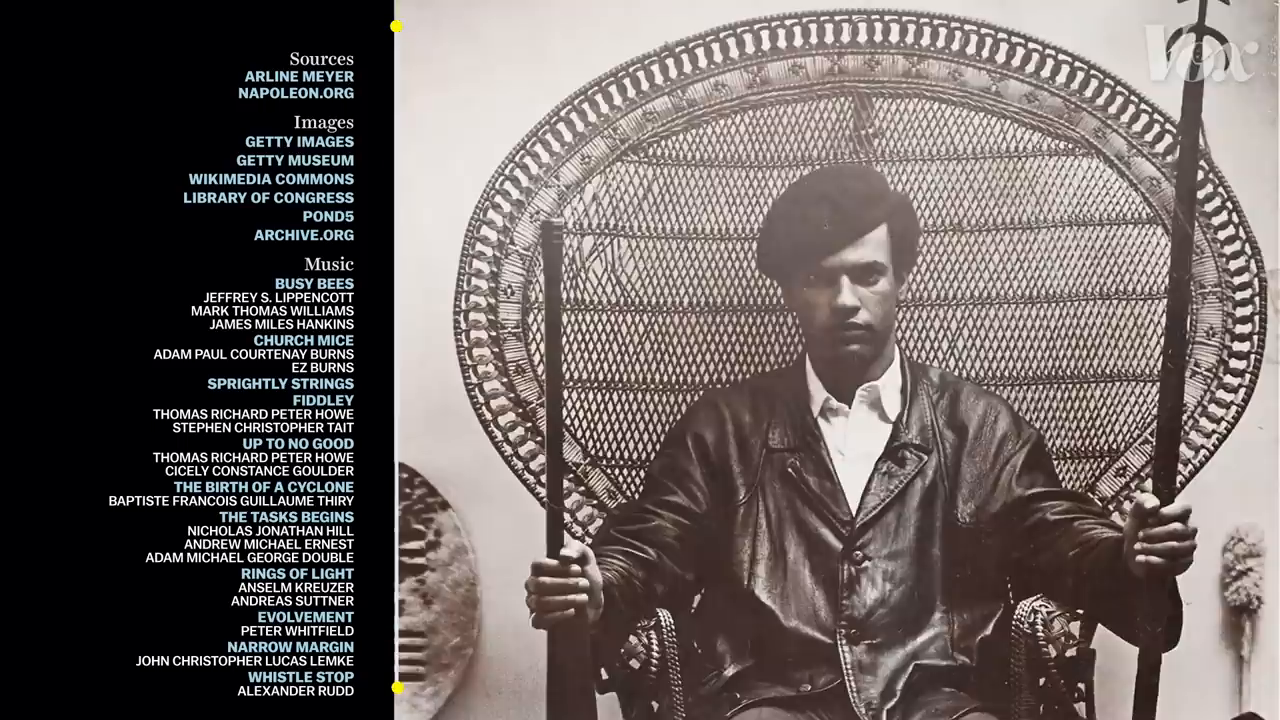 Sources
ARLINE MEYER
NAPOLEON.ORG
Images
GETTY IMAGES
GETTY MUSEUM
WIKIMEDIA COMMONS
LIBRARY OF CONGRESS
POND5
ARCHIVE.ORG
Music
BUSY BEES
JEFFREY S. LIPPENCOTT
MARK THOMAS WILLIAMS
JAMES MILES HANKINS
CHURCH MICE
ADAM PAUL COURTENAY BURNS
EZ BURNS
SPRIGHTLY STRINGS
FIDDLEY
THOMAS RICHARD PETER HOWE
STEPHEN CHRISTOPHER TAIT
UP TO NO GOOD
THOMAS RICHARD PETER HOWE
CICELY CONSTANCE GOULDER
THE BIRTH OF A CYCLONE
BAPTISTE FRANCOIS GUILLAUME THIRY
THE TASKS BEGINS
NICHOLAS JONATHAN HILL
ANDREW MICHAEL ERNEST
ADAM MICHAEL GEORGE DOUBLE
RINGS OF LIGHT
ANSELM KREUZER
ANDREAS SUTTNER
EVOLVEMENT
PETER WHITFIELD
NARROW MARGIN
JOHN CHRISTOPHER LUCAS LEMKE
WHISTLE STOP
ALEXANDER RUDD
Vox